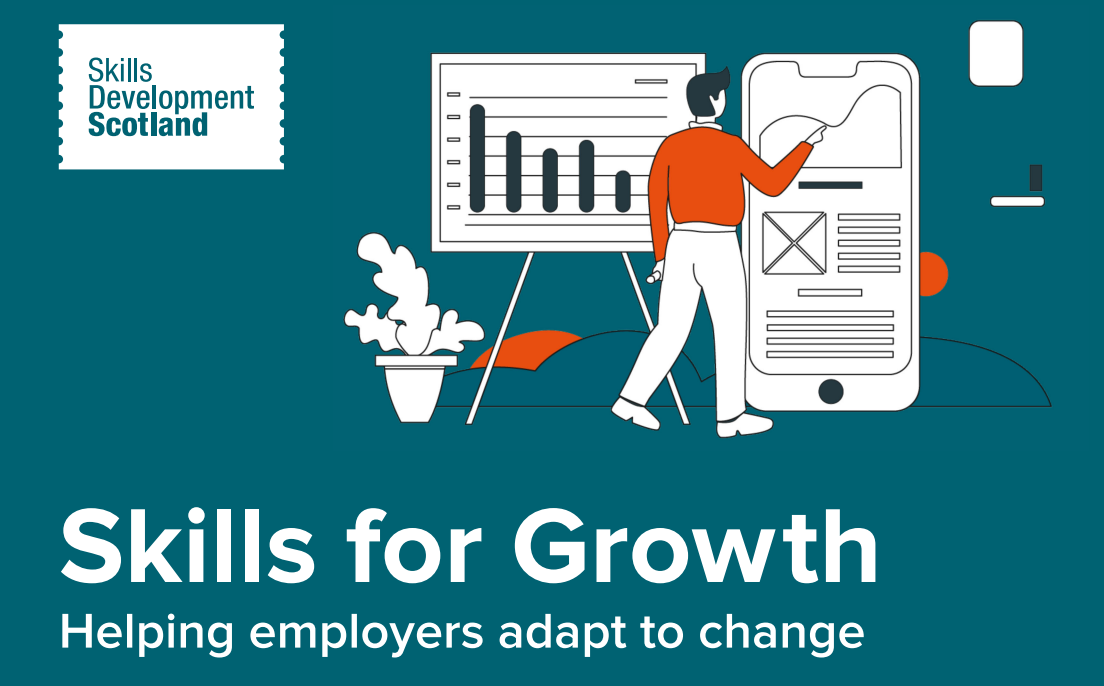 Skills
Development
Scotland
Skills for Growth
Helping employers adapt to change